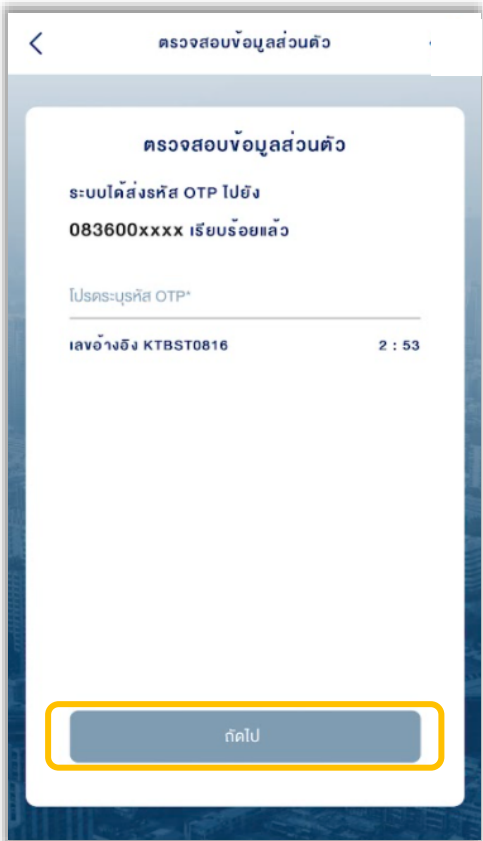 ตรวจสอบข้อมูลส่วนตัว
ตรวจสอบข้อมูลส่วนตัว
ระบบได้ส่งรหัส OTP ไปยัง
083600xxxx เรียบร้อยแล้ว
โปรดระบุรหัส OTP*
เลขอ้างอิง KTBST0816 2 : 53
ถัดไป